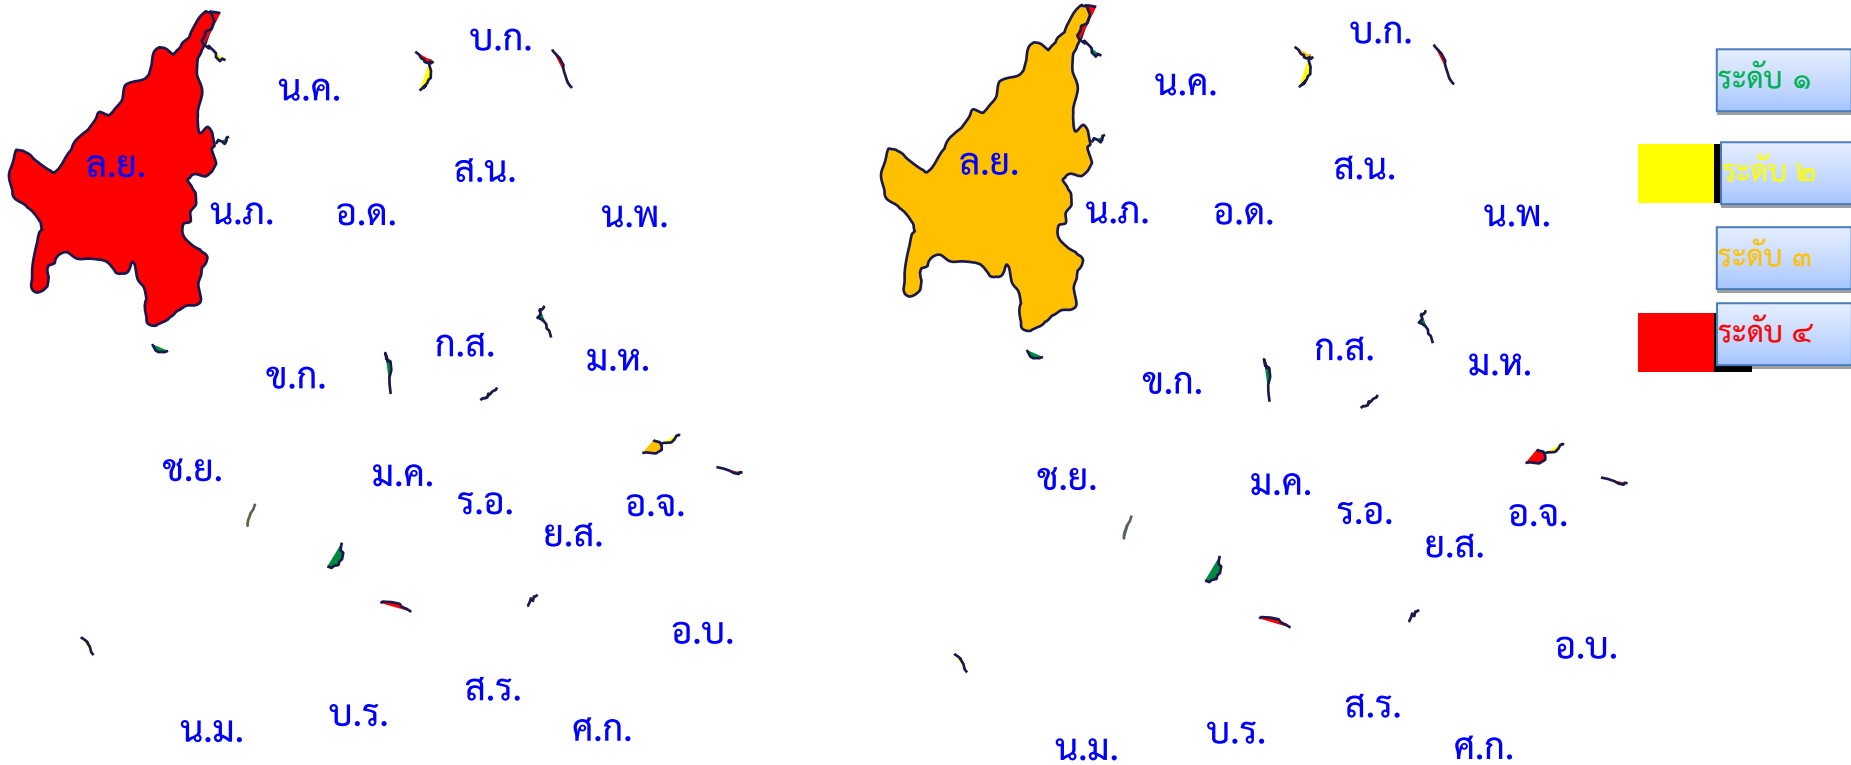 บ.ก.
น.ค.
ล.ย.
ส.น.
น.ภ.
อ.ด.
น.พ.
ก.ส.
ม.ห.
ข.ก.
ช.ย.
ม.ค.
ร.อ.
อ.จ.
ย.ส.
อ.บ.
ส.ร.
บ.ร.
น.ม.
ศ.ก.
บ.ก.
น.ค.
ล.ย.
ส.น.
น.ภ.
อ.ด.
น.พ.
ก.ส.
ม.ห.
ข.ก.
ช.ย.
ม.ค.
ร.อ.
อ.จ.
ย.ส.
อ.บ.
ส.ร.
บ.ร.
น.ม.
ศ.ก.
ระดับ ๑
ระดับ ๒
ระดับ ๓
ระดับ ๔